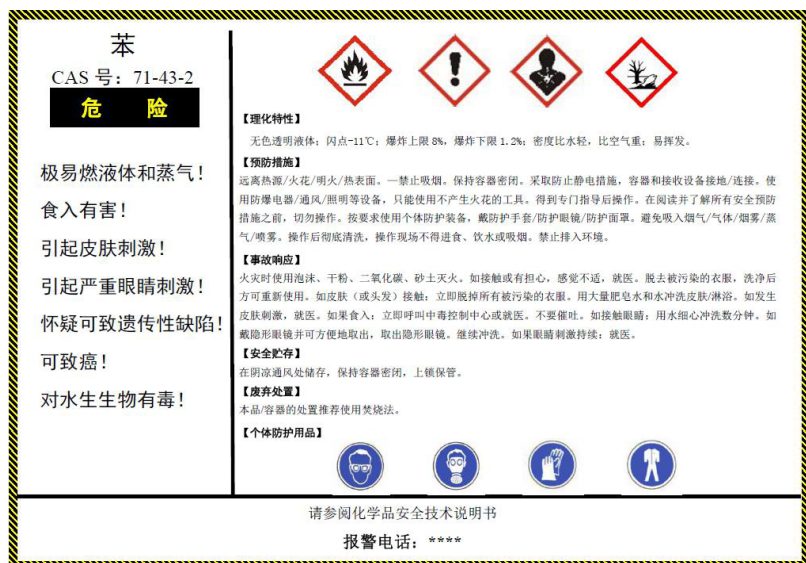 苯
CAS 号：71-43-2
危 险
极易燃液体和蒸气！
食入有害！
引起皮肤刺激！
引起严重眼睛刺激！
怀疑可致遗传性缺陷！
可致癌！
对水生生物有毒！
【理化特性】
无色透明液体；闪点-11℃；爆炸上限 8%，爆炸下限 1.2%；密度比水轻，比空气重；易挥发。
【预防措施】
远离热源/火花/明火/热表面。—禁止吸烟。保持容器密闭。采取防止静电措施，容器和接收设备接地/连接。使
用防爆电器/通风/照明等设备，只能使用不产生火花的工具。得到专门指导后操作。在阅读并了解所有安全预防
措施之前，切勿操作。按要求使用个体防护装备，戴防护手套/防护眼镜/防护面罩。避免吸入烟气/气体/烟雾/蒸
气/喷雾。操作后彻底清洗，操作现场不得进食、饮水或吸烟。禁止排入环境。
【事故响应】
火灾时使用泡沫、干粉、二氧化碳、砂土灭火。如接触或有担心，感觉不适，就医。脱去被污染的衣服，洗净后
方可重新使用。如皮肤（或头发）接触：立即脱掉所有被污染的衣服。用大量肥皂水和水冲洗皮肤/淋浴。如发生
皮肤刺激，就医。如果食入：立即呼叫中毒控制中心或就医。不要催吐。如接触眼睛：用水细心冲洗数分钟。如
戴隐形眼镜并可方便地取出，取出隐形眼镜。继续冲洗。如果眼睛刺激持续：就医。
【安全贮存】
在阴凉通风处储存，保持容器密闭，上锁保管。
【废弃处置】
本品/容器的处置推荐使用焚烧法。
【个体防护用品】
请参阅化学品安全技术说明书
报警电话：****